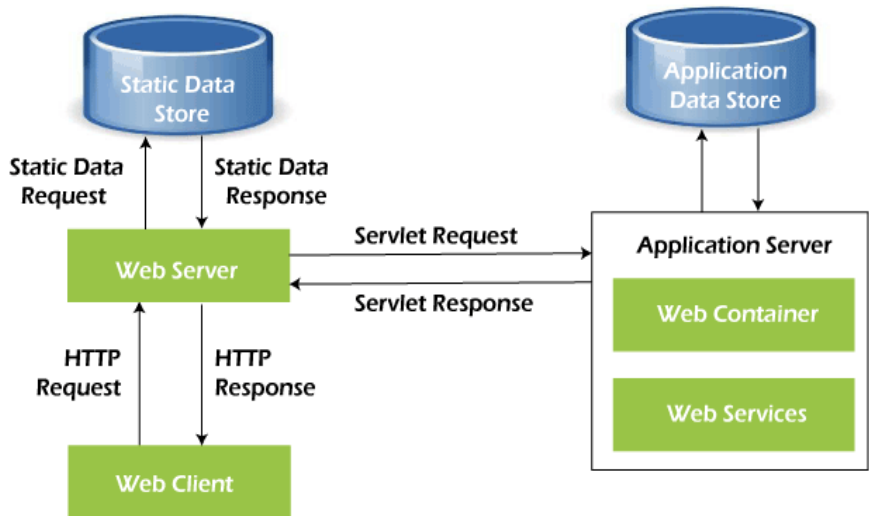 Static Data
Store
Application
Data Store
Static Data
Request
Static Data
Response
Servlet Request
Servlet Response
Web Server
Application Server
Web Container
Web Services
HTTP
Request
HTTP
Response
Web Client